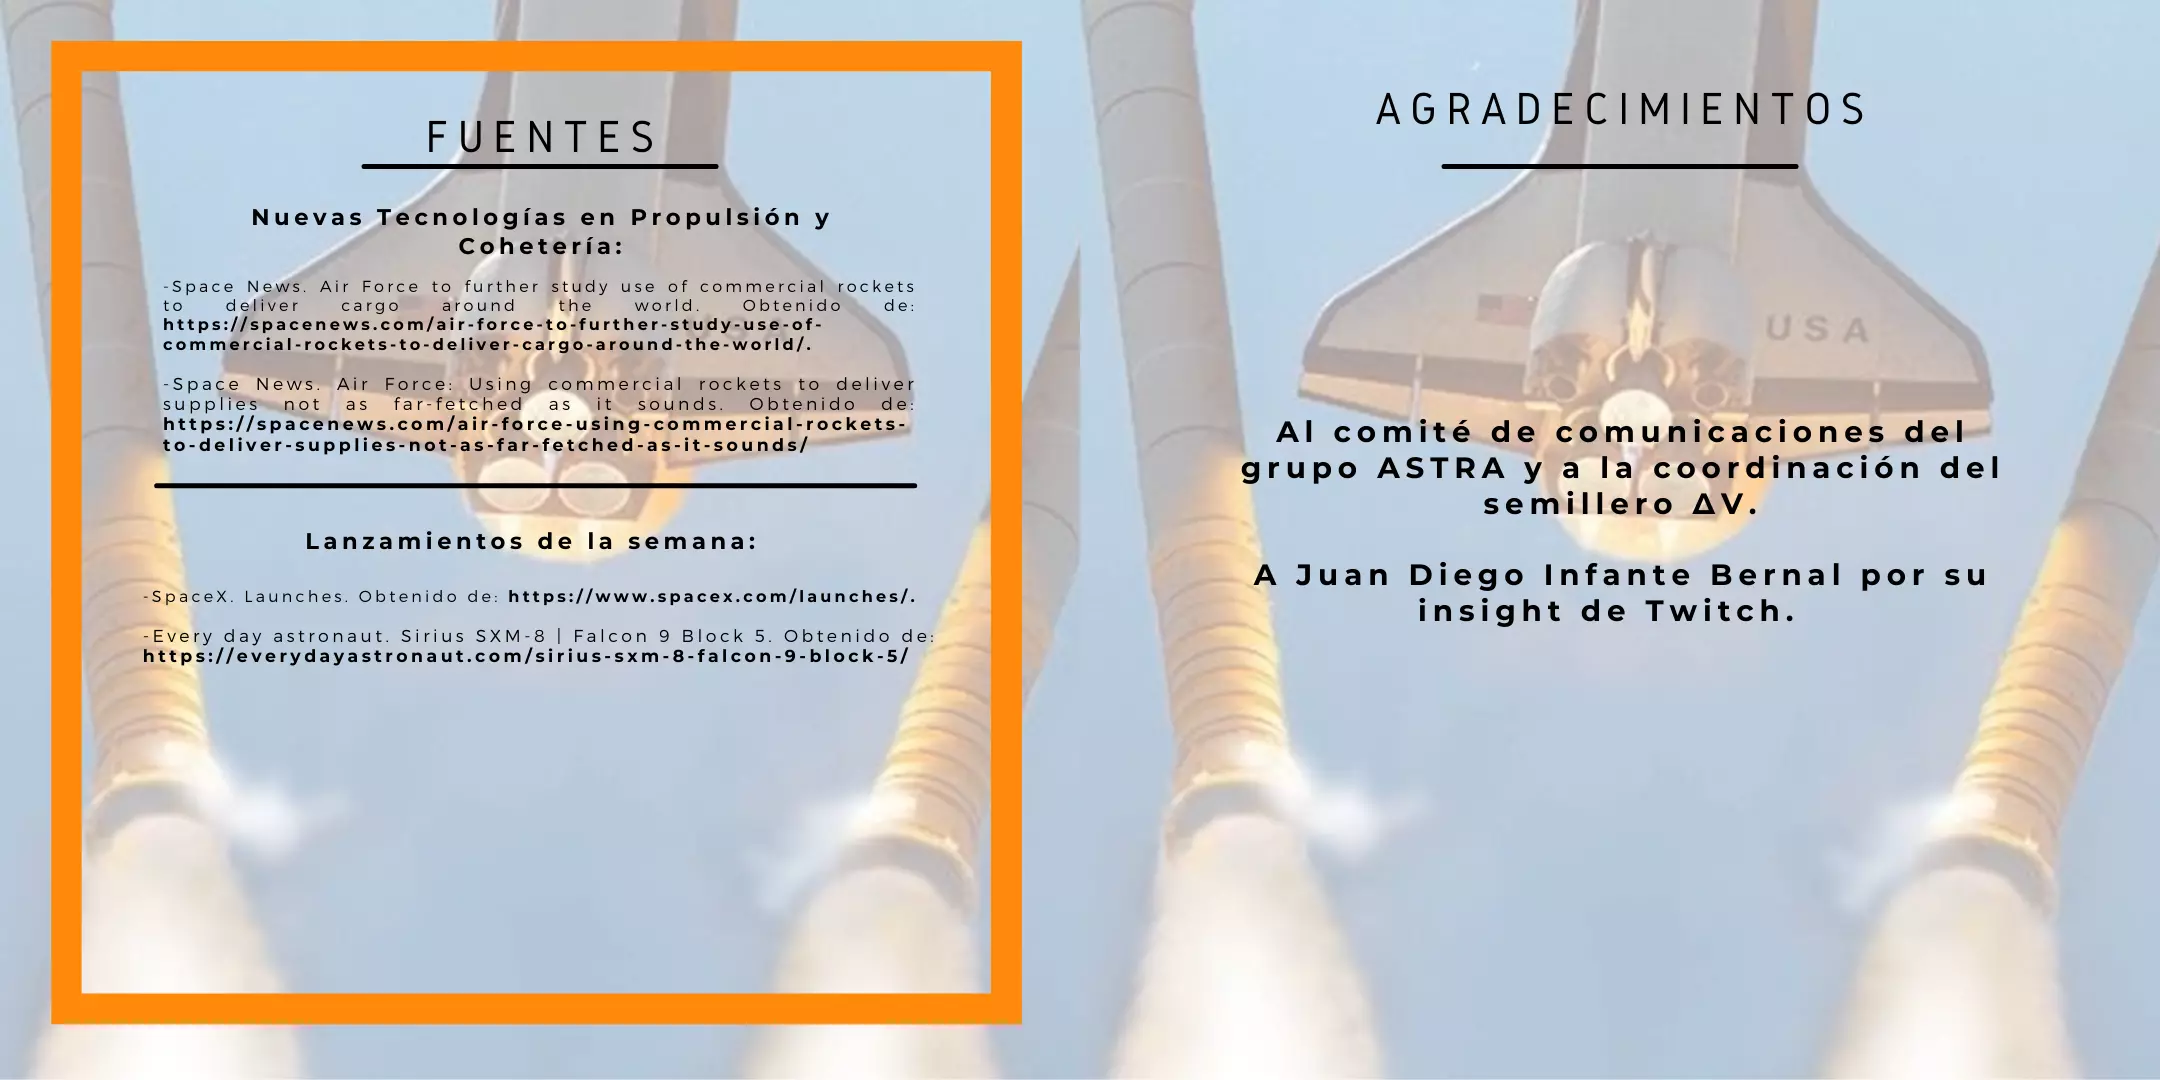 FUENTES
Nuevas Tecnologías en Propulsión y
Cohetería:
-Space News. Air Force to further study use of commercial rockets
to deliver cargo around the world. Obtenido de:
https://spacenews.com/air-force-to-further-study-use-of-
commercial-rockets-to-deliver-cargo-around-the-world/.
-Space News. Air Force: Using commercial rockets to deliver
supplies not as far-fetched as it sounds. Obtenido de:
https://spacenews.com/air-force-using-commercial-rockets-
to-deliver-supplies-not-as-far-fetched-as-it-sounds/
Lanzamientos de la semana:
-SpaceX. Launches. Obtenido de: https://www.spacex.com/launches/.
-Every day astronaut. Sirius SXM-8 | Falcon 9 Block 5. Obtenido de:
https://everydayastronaut.com/sirius-sxm-8-falcon-9-block-5/
AGRADECIMIENTOS
USA
Al comité de comunicaciones del
grupo ASTRA y a la coordinación del
semillero ΔV.
A Juan Diego Infante Bernal por su
insight de Twitch.